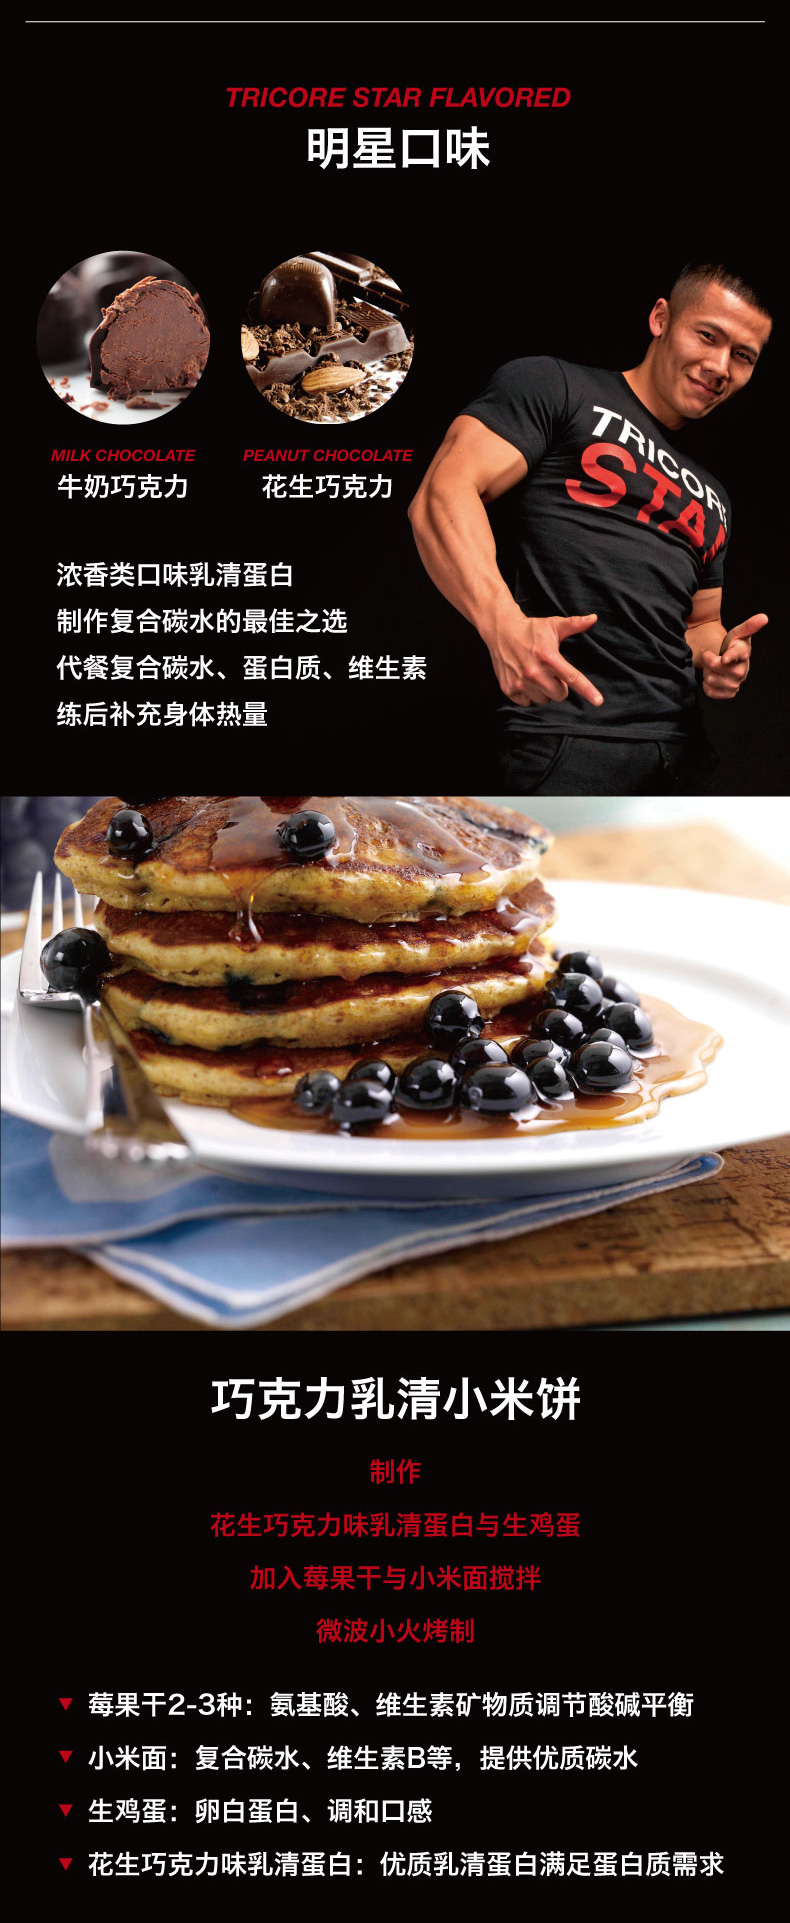 TRICORE STAR FLAVORED
明星口味
MILK CHOCOLATE
牛奶巧克力
PEANUT CHOCOLATE
花生巧克力
TRICOR
STA
浓香类口味乳清蛋白
制作复合碳水的最佳之选
代餐复合碳水、蛋白质、维生素
练后补充身体热量
巧克力乳清小米饼
制作
花生巧克力味乳清蛋白与生鸡蛋
加入莓果干与小米面搅拌
微波小火烤制
莓果干2-3种：氨基酸、维生素矿物质调节酸碱平衡
小米面：复合碳水、维生素B等，提供优质碳水
生鸡蛋：卵白蛋白、调和口感
花生巧克力味乳清蛋白：优质乳清蛋白满足蛋白质需求